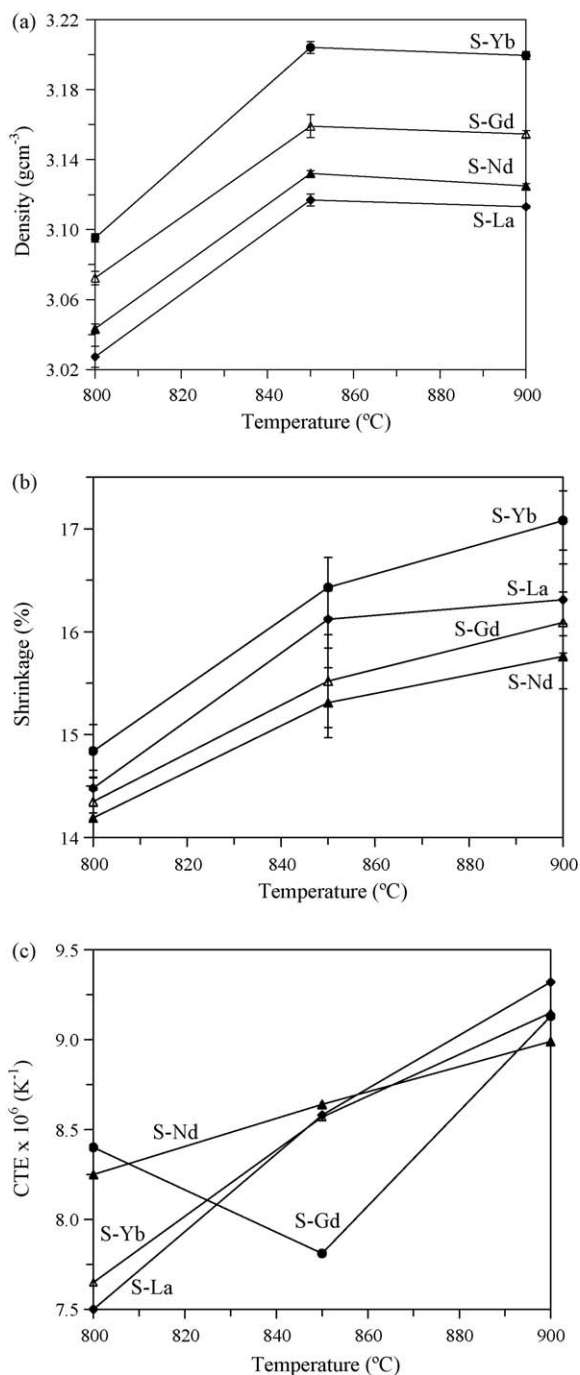 (a)
3.22
3.18
3.14
3.10
3.06
3.02
Density (gcm⁻³)
S-Yb
S-Gd
S-Nd
S-La
800 820 840 860 880 900
Temperature (ºC)
(b)
17
16
15
14
Shrinkage (%)
S-Yb
S-La
S-Gd
S-Nd
800 820 840 860 880 900
Temperature (ºC)
(c)
9.5
9.0
8.5
8.0
7.5
CTE x 10⁶ (K⁻¹)
S-Nd
S-Yb
S-Gd
S-La
800 820 840 860 880 900
Temperature (ºC)